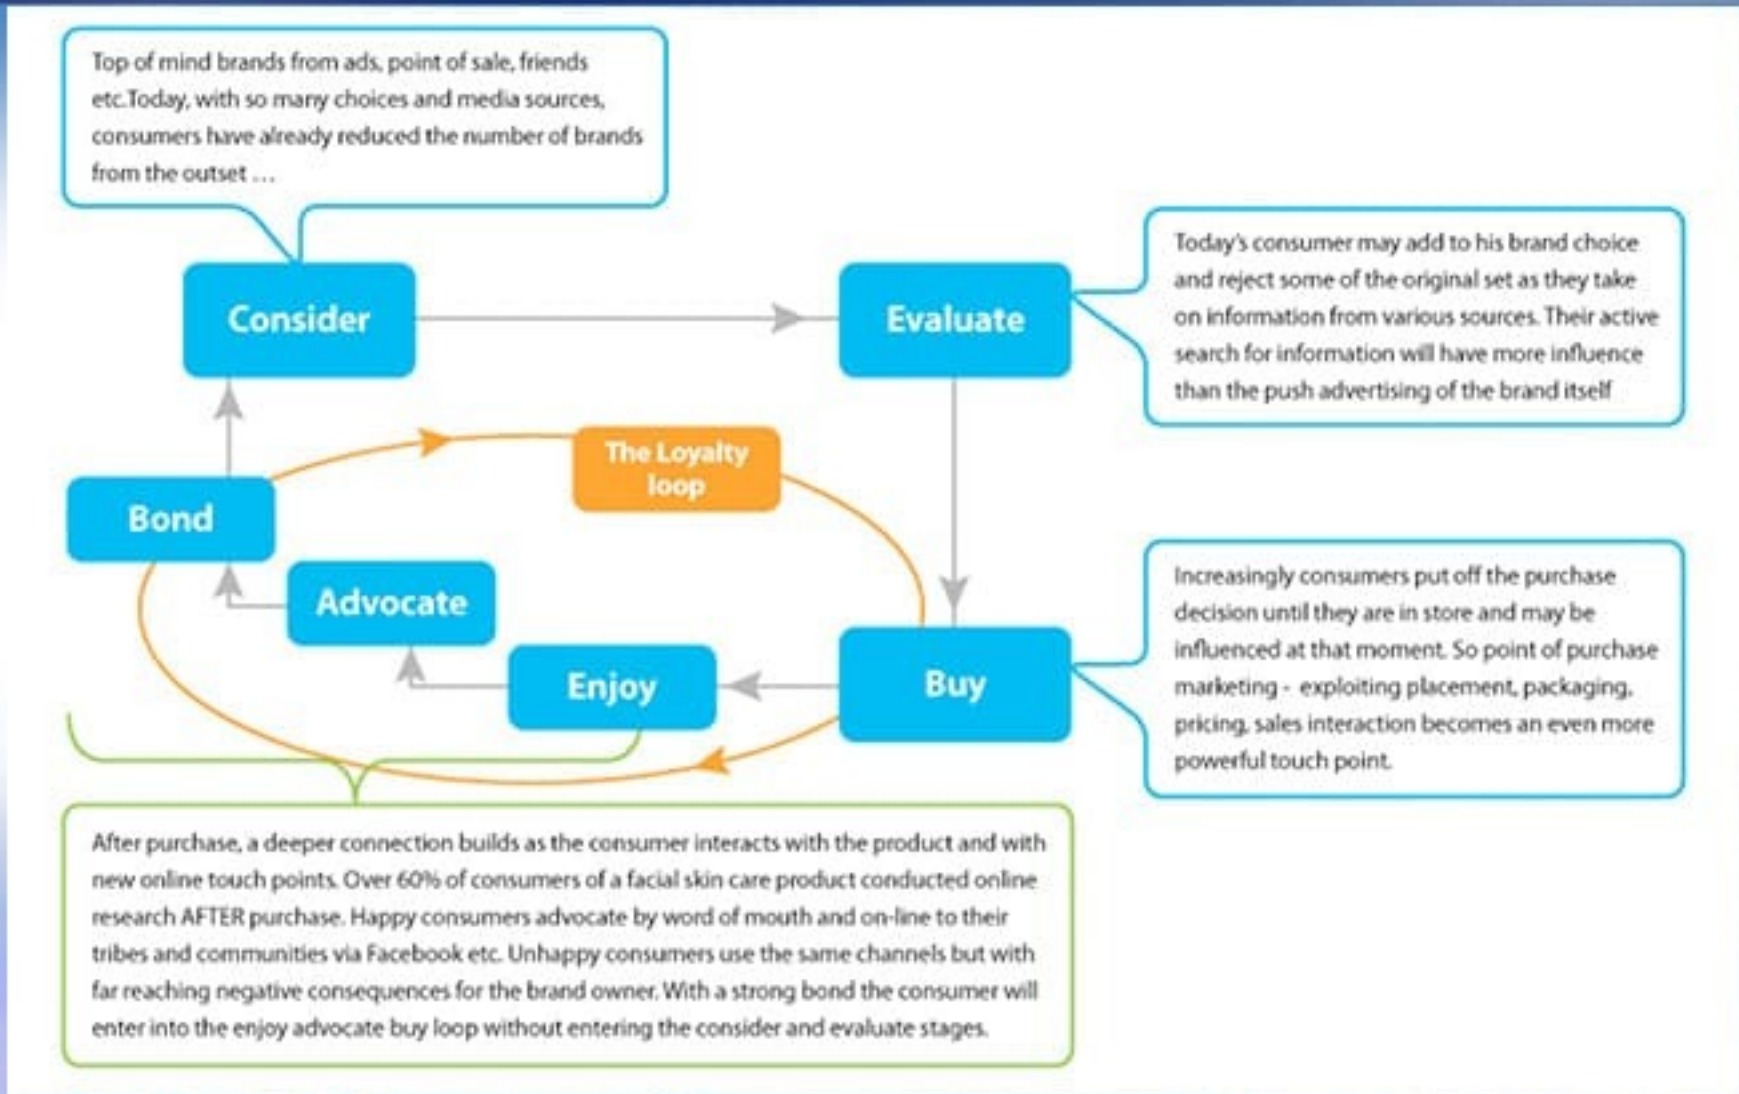 Top of mind brands from ads, point of sale, friends
etc.Today, with so many choices and media sources,
consumers have already reduced the number of brands
from the outset ...
Consider
Evaluate
Today's consumer may add to his brand choice
and reject some of the original set as they take
on information from various sources. Their active
search for information will have more influence
than the push advertising of the brand itself
The Loyalty
loop
Bond
Advocate
Enjoy
Buy
Increasingly consumers put off the purchase
decision until they are in store and may be
influenced at that moment. So point of purchase
marketing - exploiting placement, packaging,
pricing, sales interaction becomes an even more
powerful touch point.
After purchase, a deeper connection builds as the consumer interacts with the product and with
new online touch points. Over 60% of consumers of a facial skin care product conducted online
research AFTER purchase. Happy consumers advocate by word of mouth and on-line to their
tribes and communities via Facebook etc. Unhappy consumers use the same channels but with
far reaching negative consequences for the brand owner. With a strong bond the consumer will
enter into the enjoy advocate buy loop without entering the consider and evaluate stages.